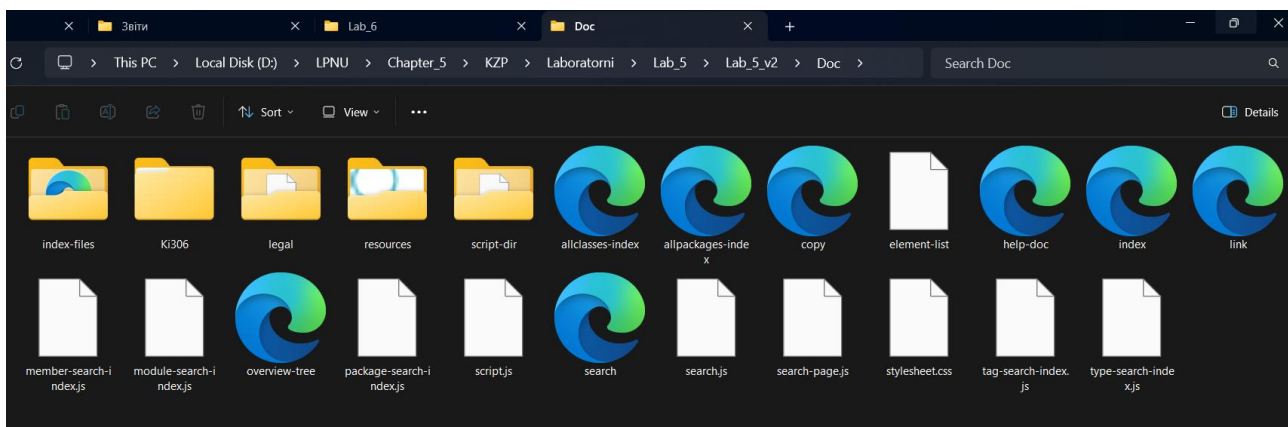 Звіти
Lab_6
Doc
This PC > Local Disk (D:) > LPNU > Chapter_5 > KZP > Laboratorni > Lab_5 > Lab_5_v2 > Doc >
Search Doc
Sort
View
Details
index-files
Ki306
legal
resources
script-dir
allclasses-index
allpackages-inde
x
copy
element-list
help-doc
index
link
member-search-i
ndex.js
module-search-i
ndex.js
overview-tree
package-search-i
ndex.js
script.js
search
search.js
search-page.js
stylesheet.css
tag-search-index.
js
type-search-inde
x.js